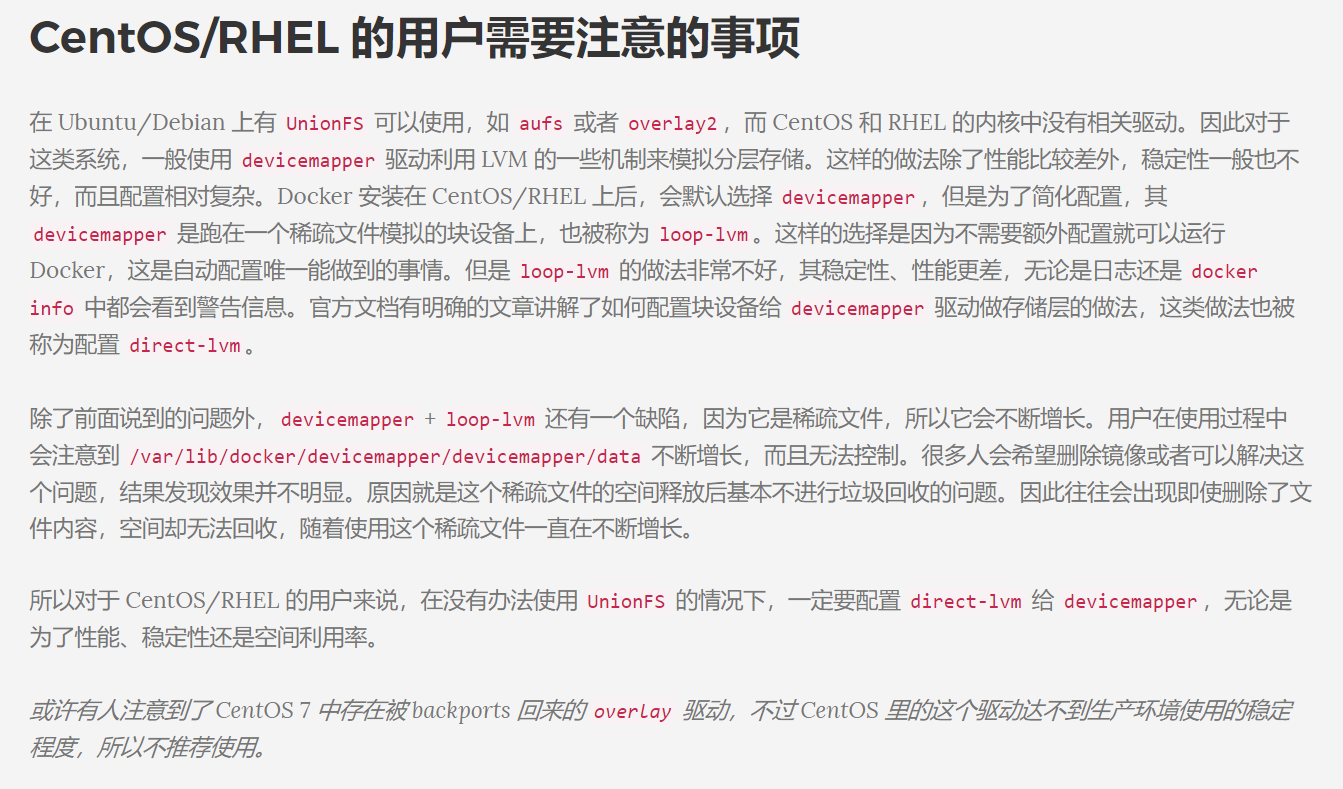 CentOS/RHEL 的用户需要注意的事项
在 Ubuntu/Debian 上有 UnionFS 可以使用，如 aufs 或者 overlay2，而 CentOS 和 RHEL 的内核中没有相关驱动。因此对于
这类系统，一般使用 devicemapper 驱动利用 LVM 的一些机制来模拟分层存储。这样的做法除了性能比较差外，稳定性一般也不
好，而且配置相对复杂。Docker 安装在 CentOS/RHEL 上后，会默认选择 devicemapper，但是为了简化配置，其
devicemapper 是跑在一个稀疏文件模拟的块设备上，也被称为 loop-lvm。这样的选择是因为不需要额外配置就可以运行
Docker，这是自动配置唯一能做到的事情。但是 loop-lvm 的做法非常不好，其稳定性、性能更差，无论是日志还是 docker
info 中都会看到警告信息。官方文档有明确的文章讲解了如何配置块设备给 devicemapper 驱动做存储层的做法，这类做法也被
称为配置 direct-lvm。
除了前面说到的问题外，devicemapper + loop-lvm 还有一个缺陷，因为它是稀疏文件，所以它会不断增长。用户在使用过程中
会注意到 /var/lib/docker/devicemapper/devicemapper/data 不断增长，而且无法控制。很多人会希望删除镜像或者可以解决这
个问题，结果发现效果并不明显。原因就是这个稀疏文件的空间释放后基本不进行垃圾回收的问题。因此往往会出现即使删除了文
件内容，空间却无法回收，随着使用这个稀疏文件一直在不断增长。
所以对于 CentOS/RHEL 的用户来说，在没有办法使用 UnionFS 的情况下，一定要配置 direct-lvm 给 devicemapper，无论是
为了性能、稳定性还是空间利用率。
或许有人注意到了 CentOS 7 中存在被 backports 回来的 overlay 驱动，不过 CentOS 里的这个驱动达不到生产环境使用的稳定
程度，所以不推荐使用。